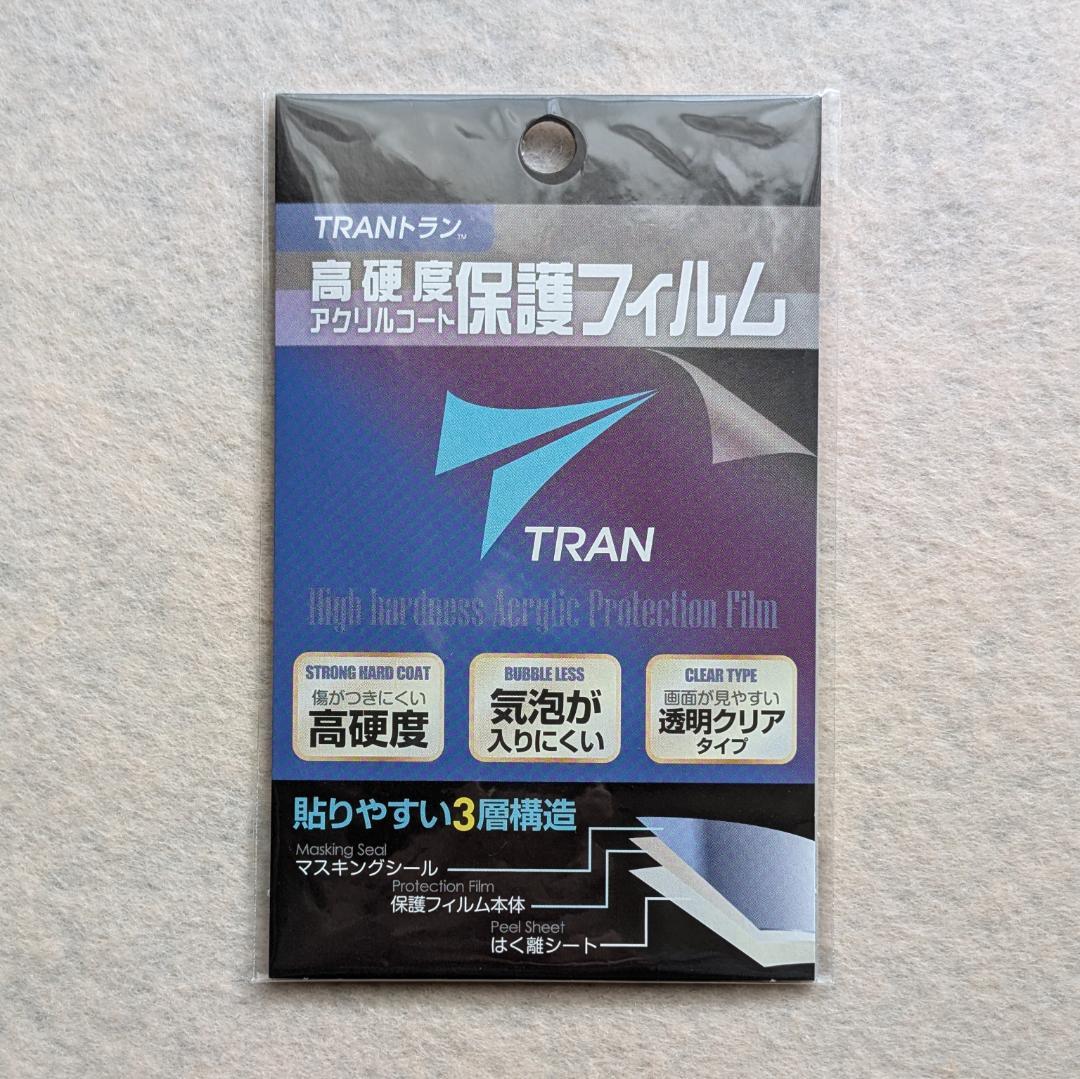 TRANトラン™
高硬度
アクリルコート
保護フィルム
TRAN
High hardness Acrylic Protection Film
STRONG HARD COAT
傷がつきにくい
高硬度
BUBBLE LESS
気泡が
入りにくい
CLEAR TYPE
画面が見やすい
透明クリア
タイプ
貼りやすい3層構造
Masking Seal
マスキングシール
Protection Film
保護フィルム本体
Peel Sheet
はく離シート